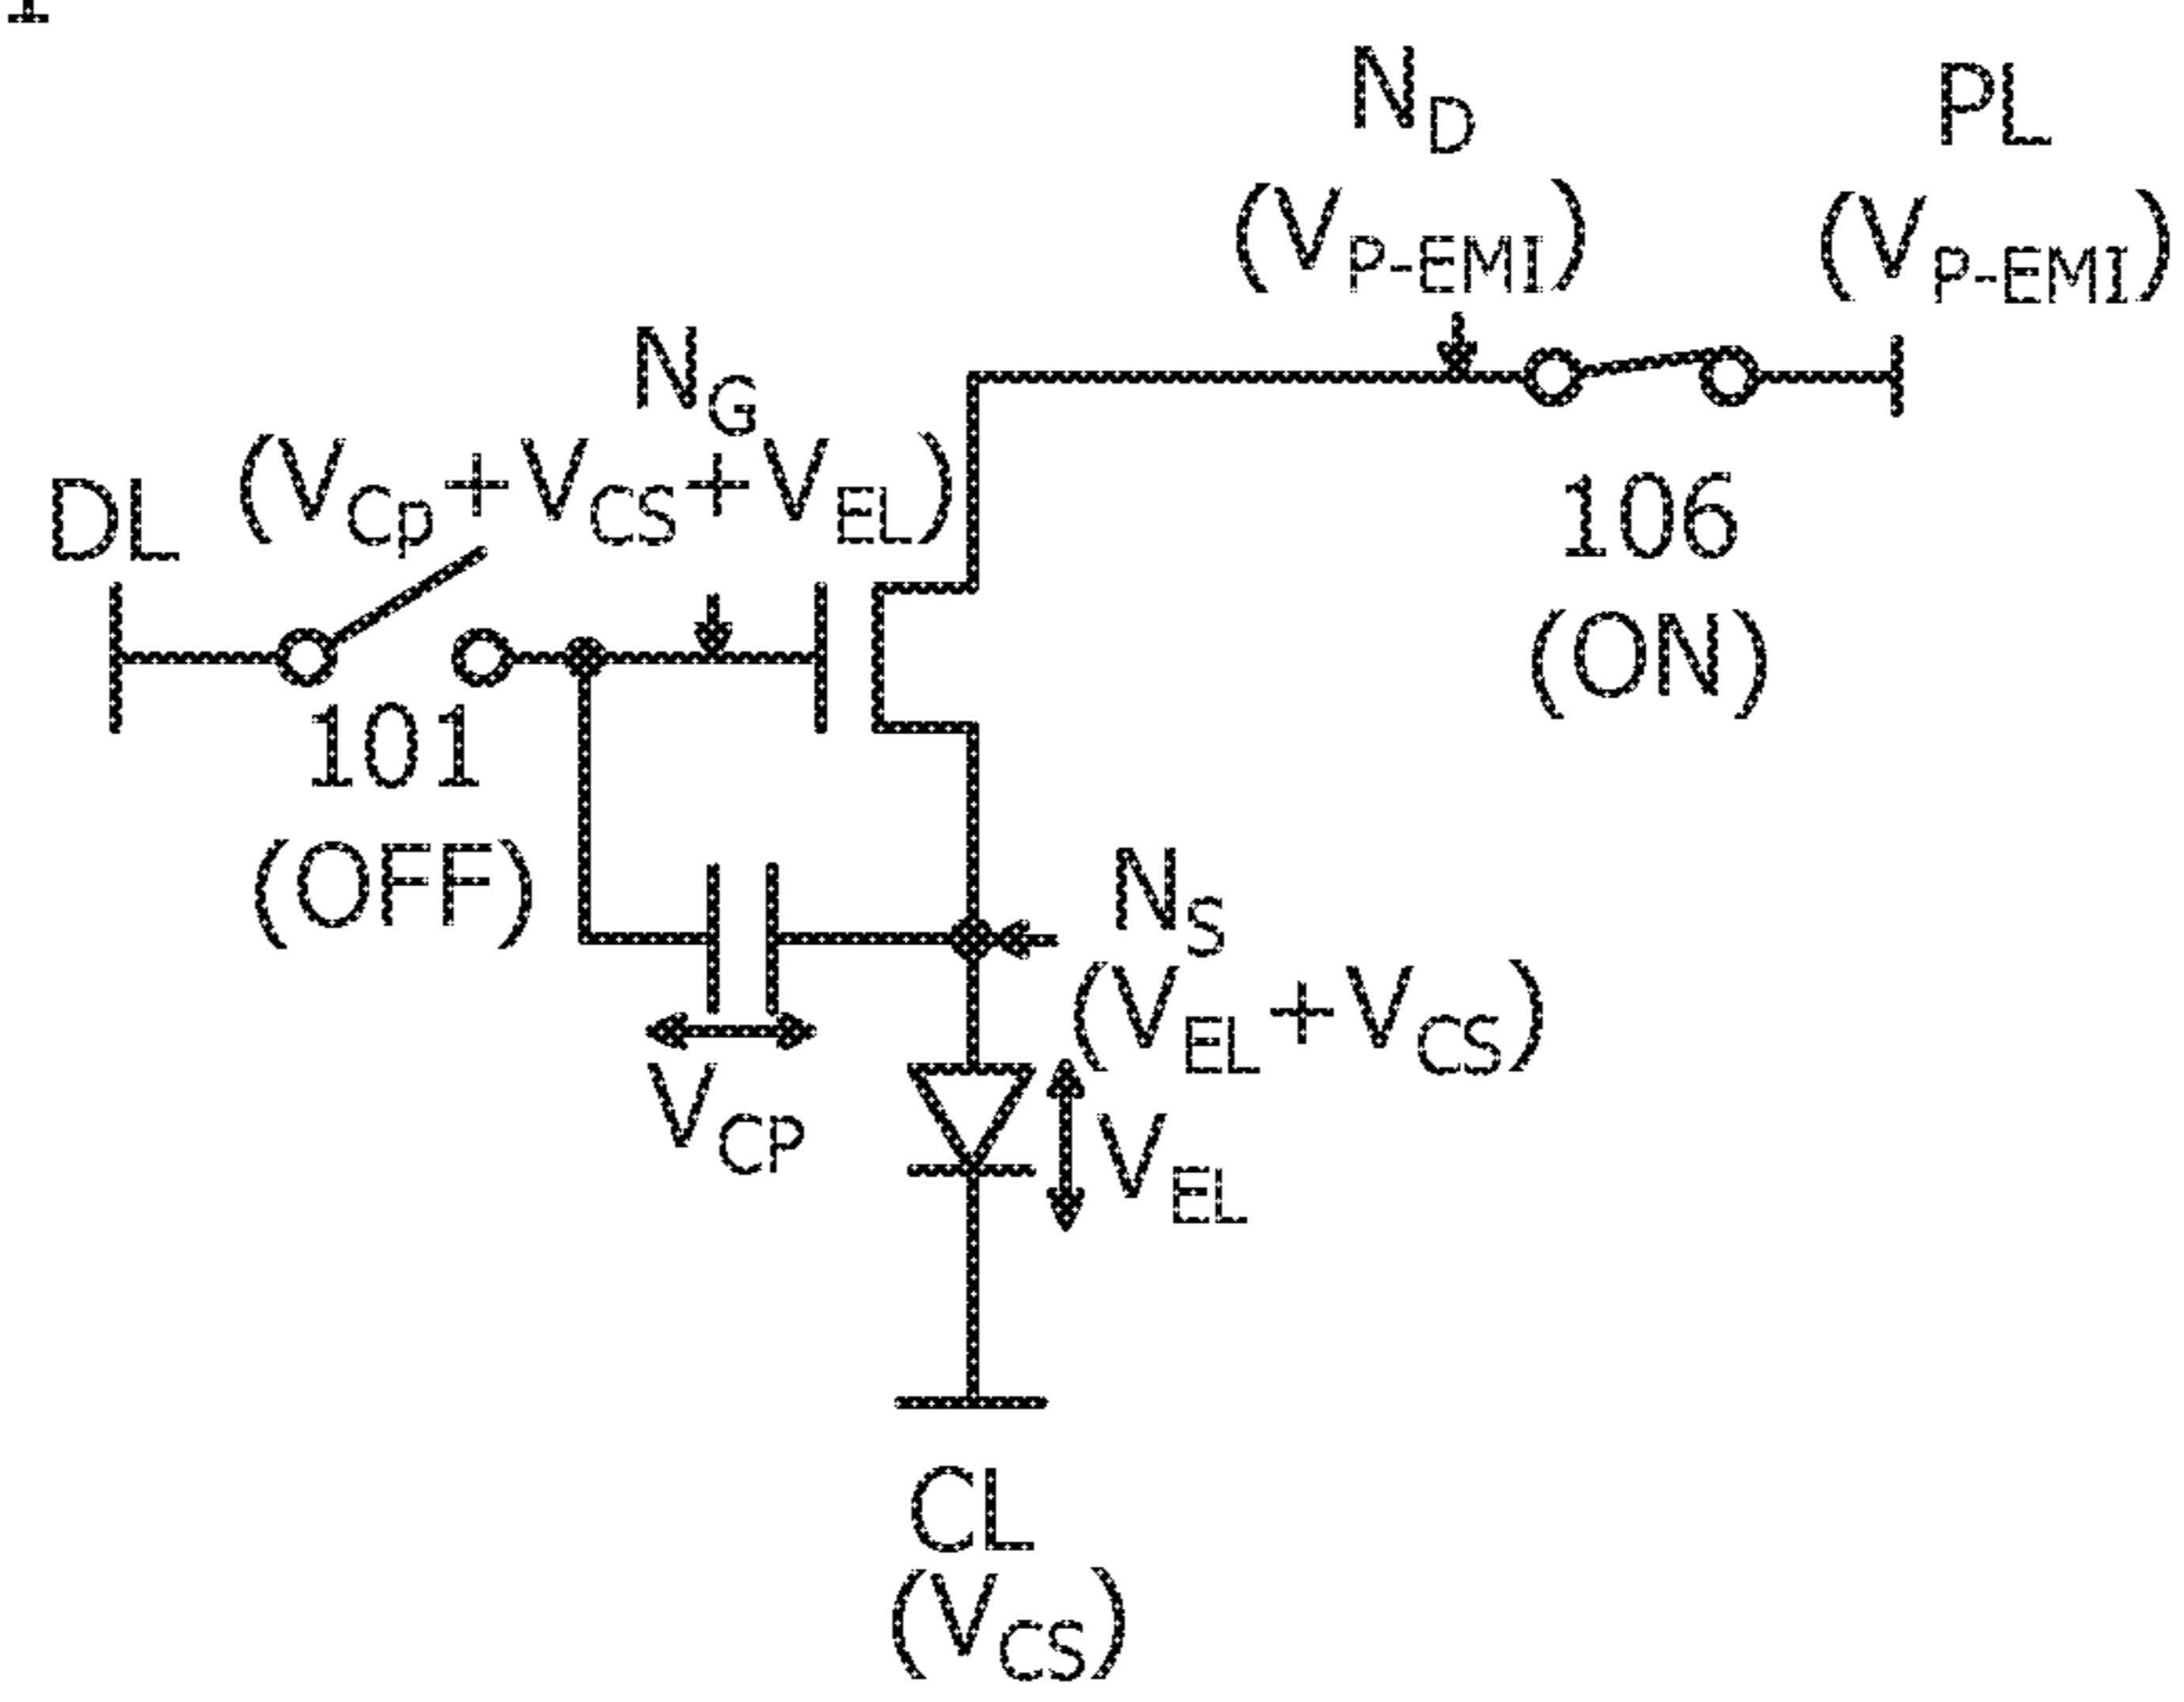 N_D
PL
(V_P-EMI)
(V_P-EMI)
N_G
(V_Cp+V_CS+V_EL)
DL
106
(ON)
101
(OFF)
N_S
(V_EL+V_CS)
V_CP
V_EL
CL
(V_CS)